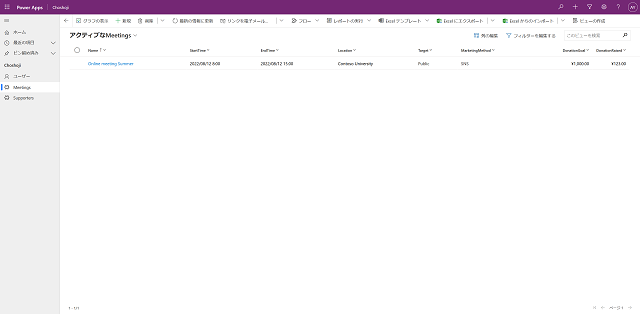 Power Apps Choukoji
グラフの表示 新規 削除 最新の情報に更新 リンクを電子メール... フロー レポートの実行 Excel テンプレート Excel にエクスポート Excel からのインポート ビューの作成
ホーム
最近の項目
ピン留め済み
ユーザー
Meetings
Supporters
アクティブなMeetings
列の編集 フィルターを編集する このビューを検索
Name StartTime EndTime Location Target MarketingMethod DonationGoal DonationRaised
Online meeting Summer 2022/08/12 8:00 2022/08/12 15:00 Contoso University Public SNS ¥1,000.00 ¥123.00
ページ 1